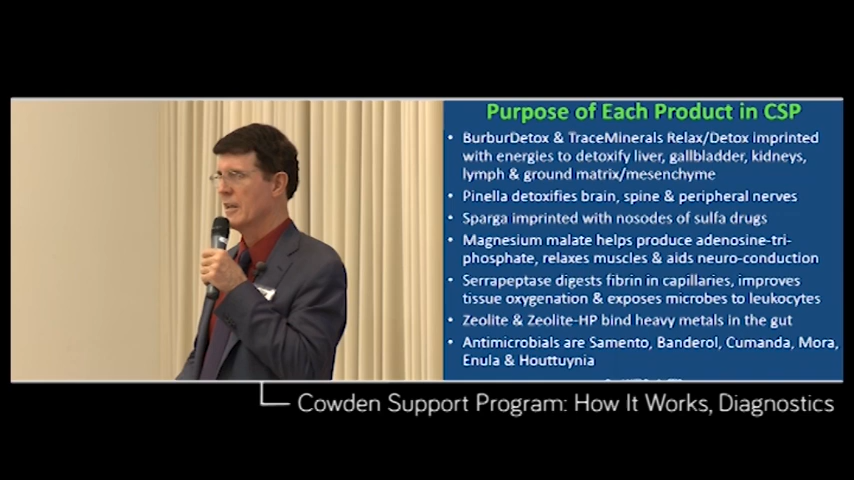 Purpose of Each Product in CSP
• BurburDetox & TraceMinerals Relax/Detox imprinted
with energies to detoxify liver, gallbladder, kidneys,
lymph & ground matrix/mesenchyme
• Pinella detoxifies brain, spine & peripheral nerves
• Sparga imprinted with nosodes of sulfa drugs
• Magnesium malate helps produce adenosine-tri-
phosphate, relaxes muscles & aids neuro-conduction
• Serrapeptase digests fibrin in capillaries, improves
tissue oxygenation & exposes microbes to leukocytes
• Zeolite & Zeolite-HP bind heavy metals in the gut
• Antimicrobials are Samento, Banderol, Cumanda, Mora,
Enula & Houttuynia
Cowden Support Program: How It Works, Diagnostics